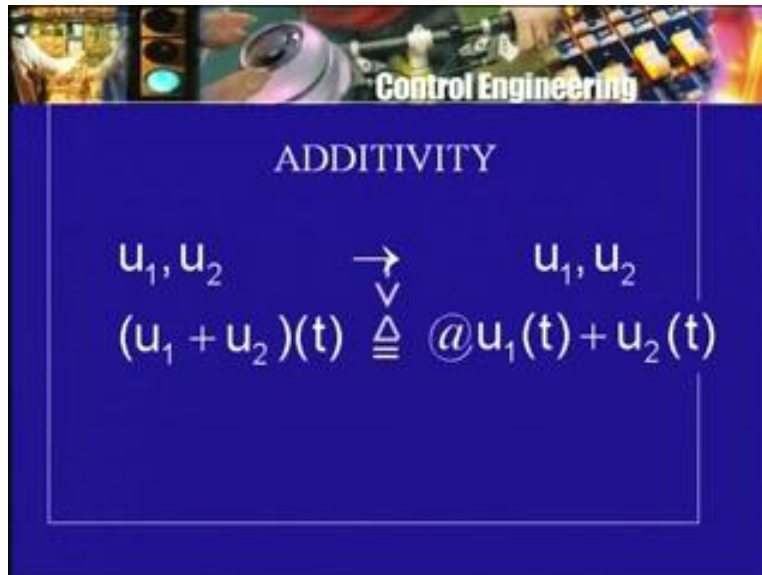 Control Engineering
ADDITIVITY
u₁, u₂ → u₁, u₂
∨
(u₁ + u₂)(t) ≜ @u₁(t) + u₂(t)